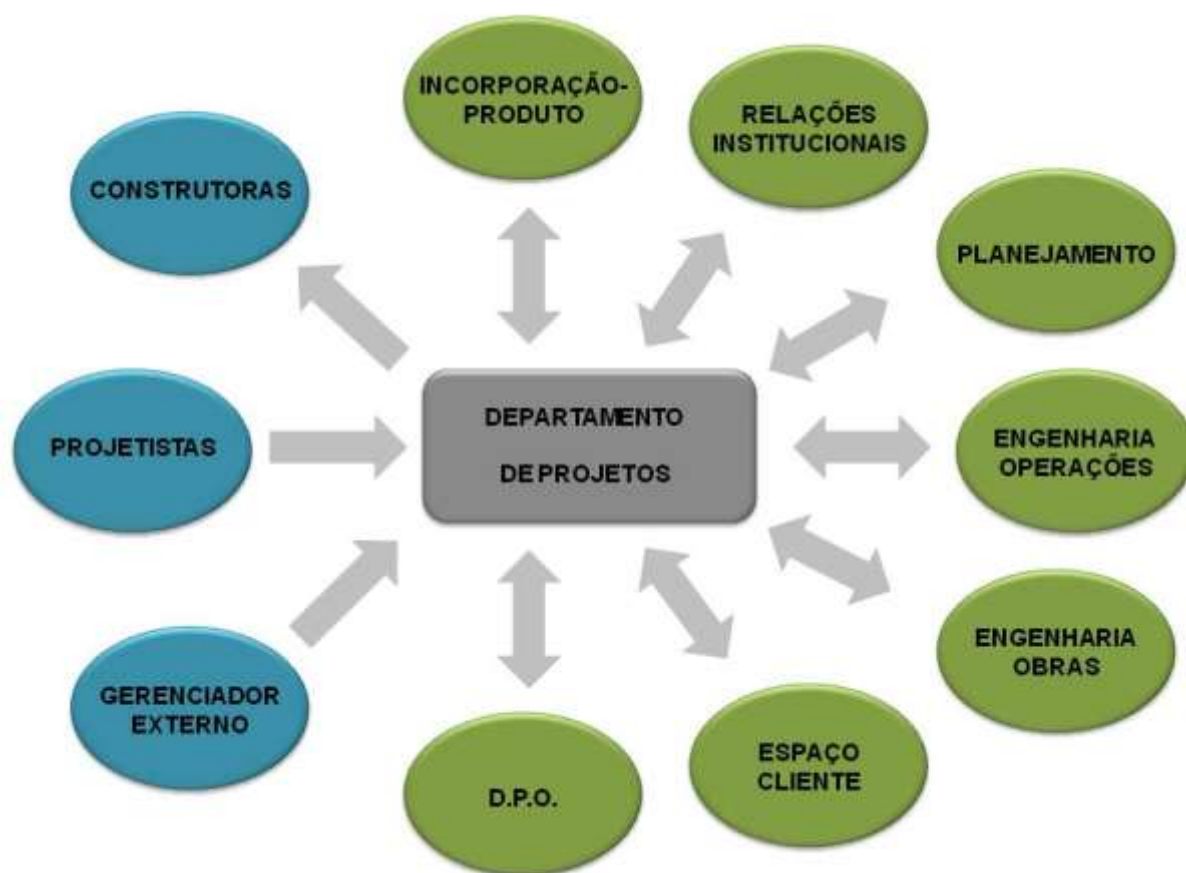 INCORPORAÇÃO-
PRODUTO
RELAÇÕES
INSTITUCIONAIS
CONSTRUTORAS
PLANEJAMENTO
DEPARTAMENTO
DE PROJETOS
PROJETISTAS
ENGENHARIA
OPERAÇÕES
ENGENHARIA
OBRAS
GERENCIADOR
EXTERNO
ESPAÇO
CLIENTE
D.P.O.